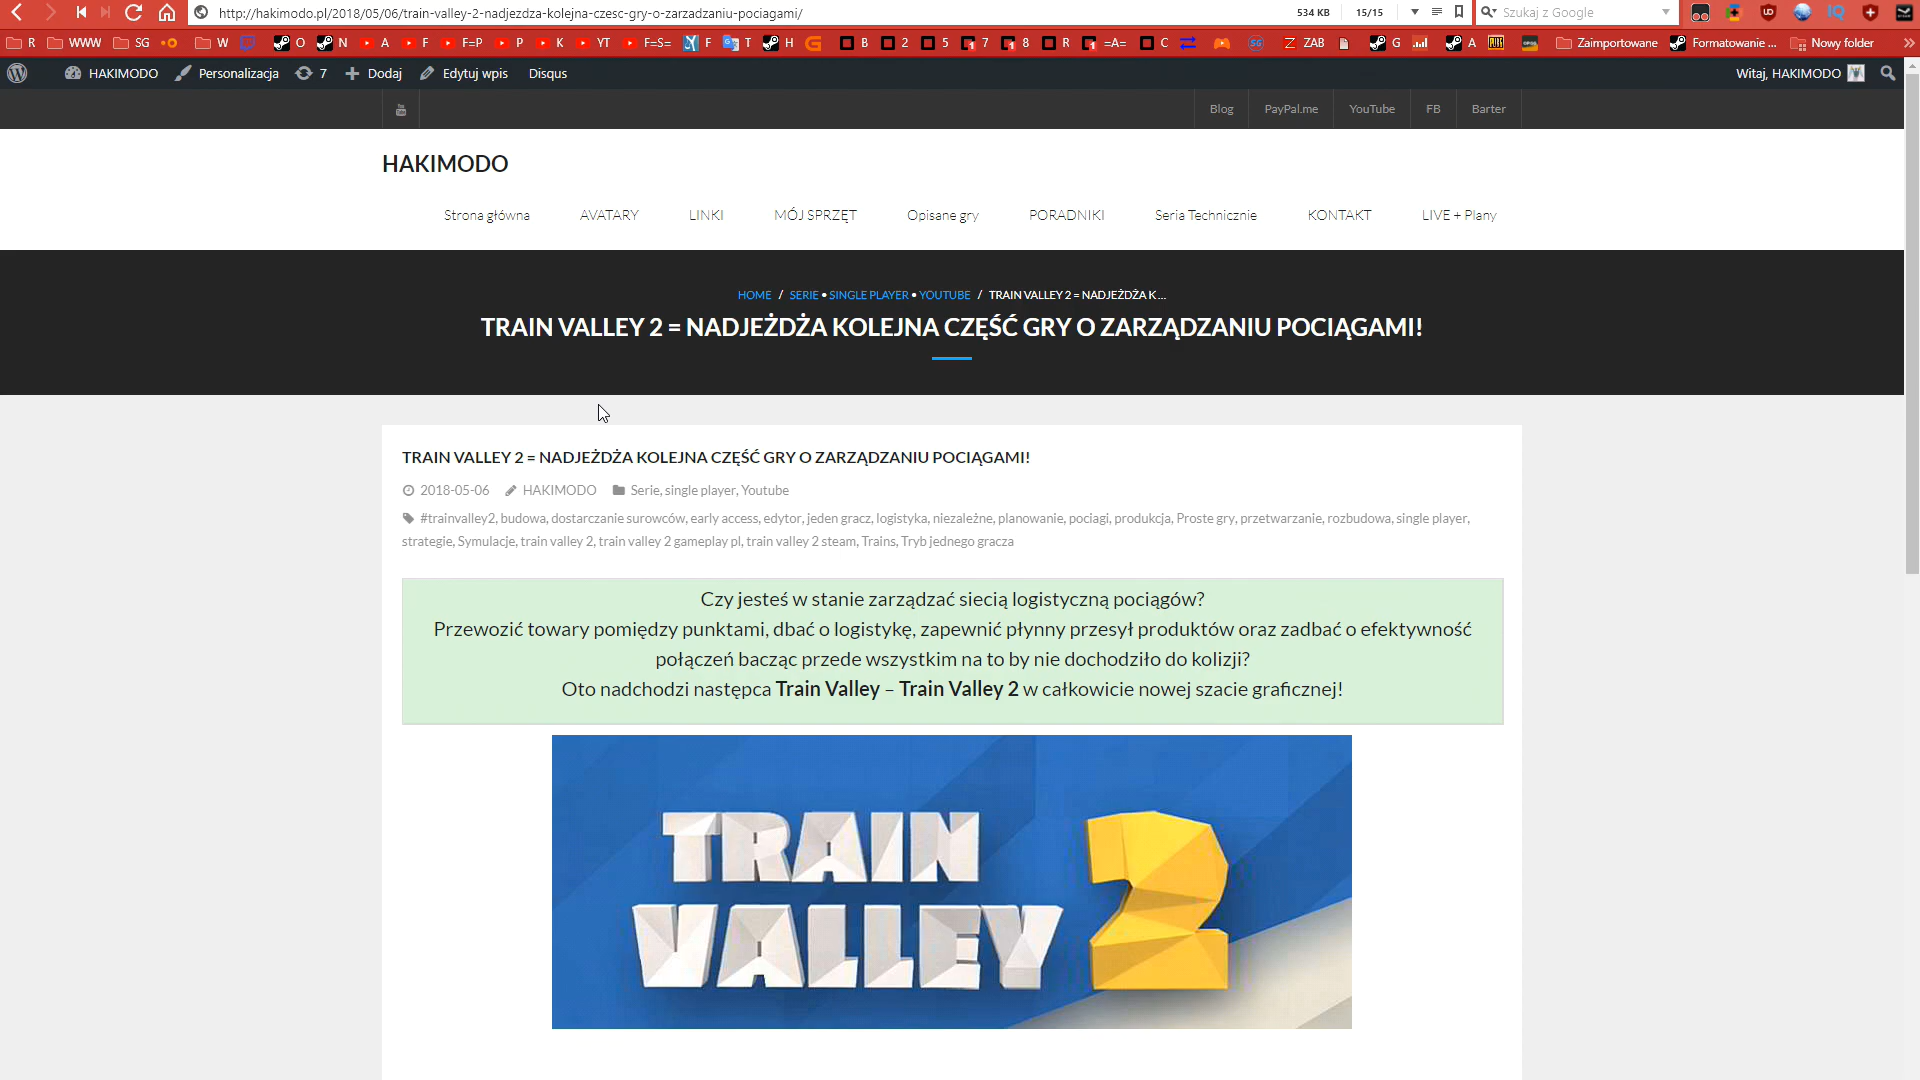 http://hakimodo.pl/2018/05/06/train-valley-2-nadjezdza-kolejna-czesc-gry-o-zarzadzaniu-pociagami/ 534 KB 15/15 Szukaj z Google
R WWW SG W O N A F F=P P K YT F=S= F T H B 2 5 7 8 R =A= C ZAB G A Zaimportowane Formatowanie ... Nowy folder
HAKIMODO Personalizacja 7 Dodaj Edytuj wpis Disqus Witaj, HAKIMODO
Blog PayPal.me YouTube FB Barter
HAKIMODO
Strona główna AVATARY LINKI MÓJ SPRZĘT Opisane gry PORADNIKI Seria Technicznie KONTAKT LIVE + Plany
HOME / SERIE • SINGLE PLAYER • YOUTUBE / TRAIN VALLEY 2 = NADJEŻDŻA K ...
TRAIN VALLEY 2 = NADJEŻDŻA KOLEJNA CZĘŚĆ GRY O ZARZĄDZANIU POCIĄGAMI!
TRAIN VALLEY 2 = NADJEŻDŻA KOLEJNA CZĘŚĆ GRY O ZARZĄDZANIU POCIĄGAMI!
2018-05-06 HAKIMODO Serie, single player, Youtube
#trainvalley2, budowa, dostarczanie surowców, early access, edytor, jeden gracz, logistyka, niezależne, planowanie, pociagi, produkcja, Proste gry, przetwarzanie, rozbudowa, single player,
strategie, Symulacje, train valley 2, train valley 2 gameplay pl, train valley 2 steam, Trains, Tryb jednego gracza
Czy jesteś w stanie zarządzać siecią logistyczną pociągów?
Przewozić towary pomiędzy punktami, dbać o logistykę, zapewnić płynny przesył produktów oraz zadbać o efektywność
połączeń bacząc przede wszystkim na to by nie dochodziło do kolizji?
Oto nadchodzi następca Train Valley – Train Valley 2 w całkowicie nowej szacie graficznej!
TRAIN
VALLEY 2